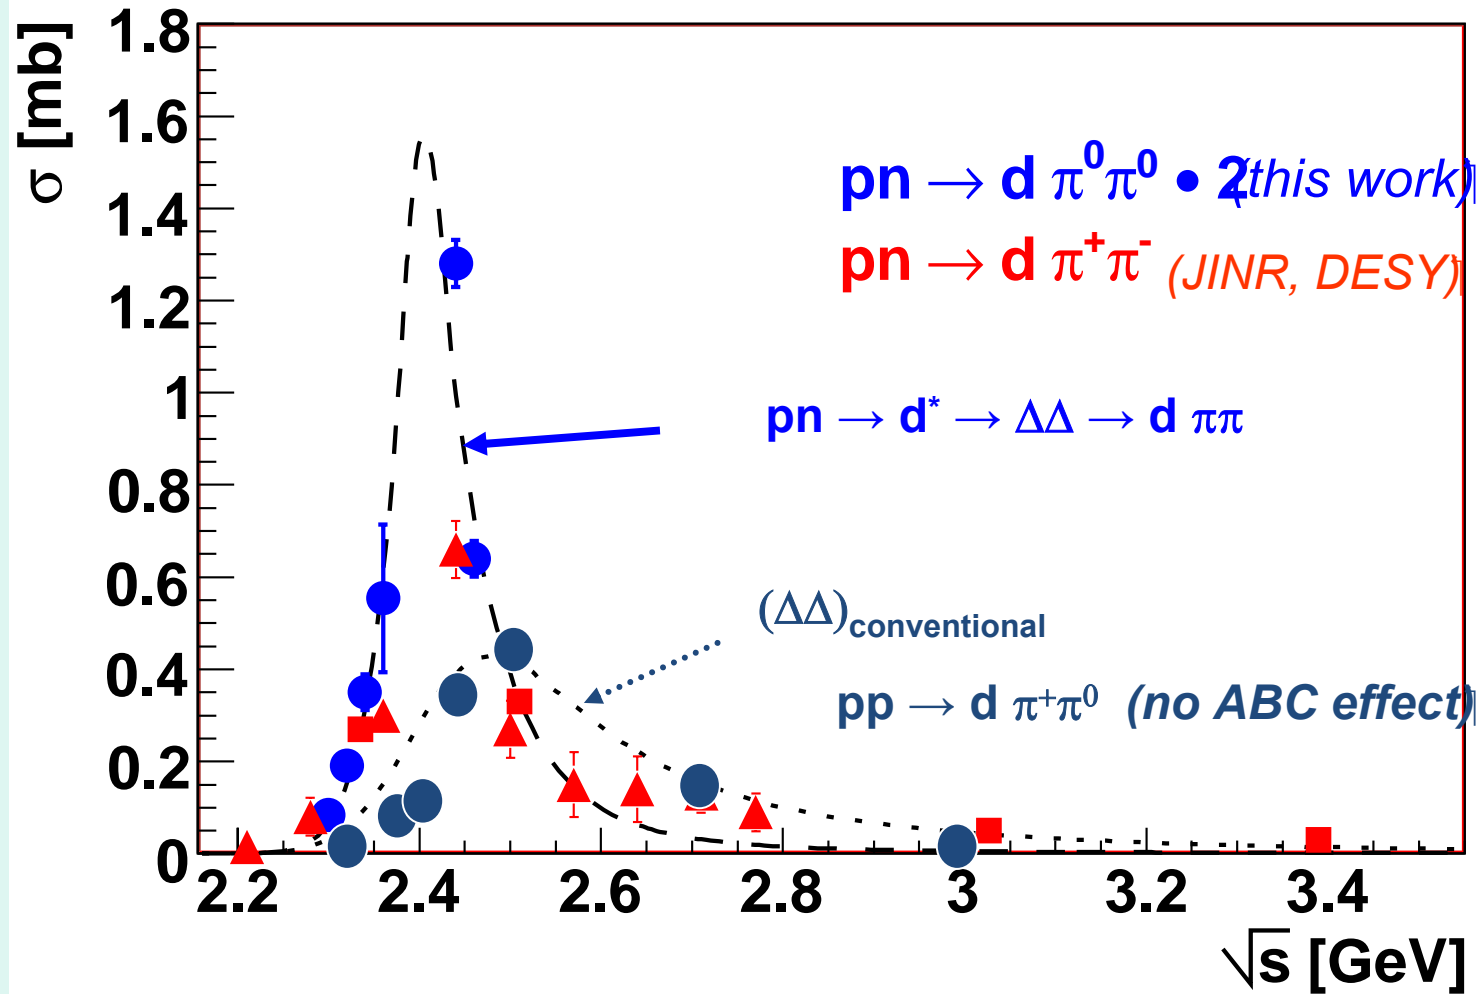 σ [mb]
1.8
1.6
1.4
1.2
1
0.8
0.6
0.4
0.2
0
pn → d π⁰π⁰ • 2 (this work)
pn → d π⁺π⁻ (JINR, DESY)
pn → d* → ΔΔ → d ππ
(ΔΔ)conventional
pp → d π⁺π⁰ (no ABC effect)
2.2 2.4 2.6 2.8 3 3.2 3.4
√s [GeV]